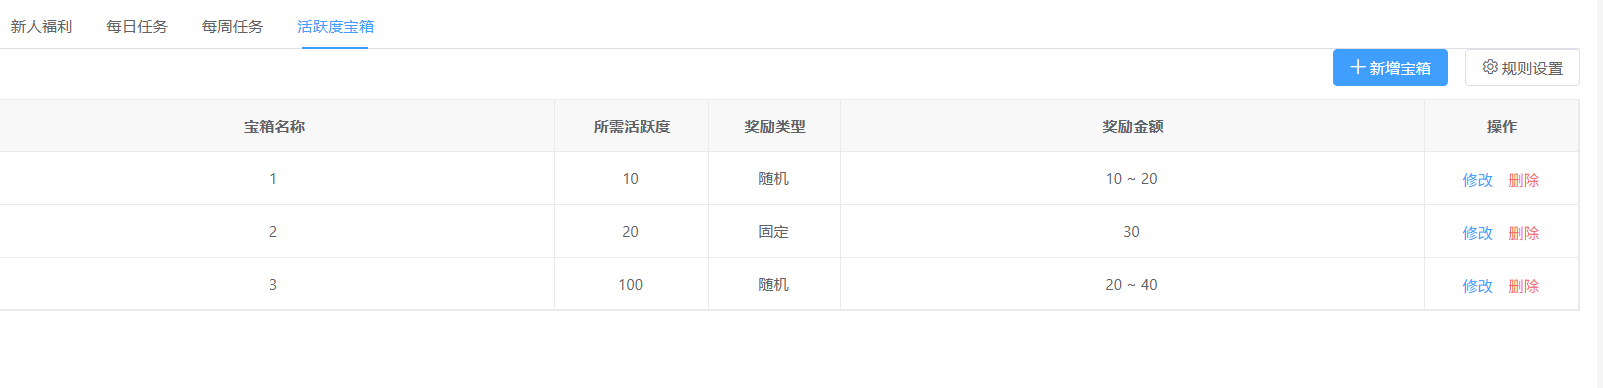 新人福利 每日任务 每周任务 活跃度宝箱
新增宝箱 规则设置
宝箱名称 所需活跃度 奖励类型 奖励金额 操作
1 10 随机 10 ~ 20 修改 删除
2 20 固定 30 修改 删除
3 100 随机 20 ~ 40 修改 删除